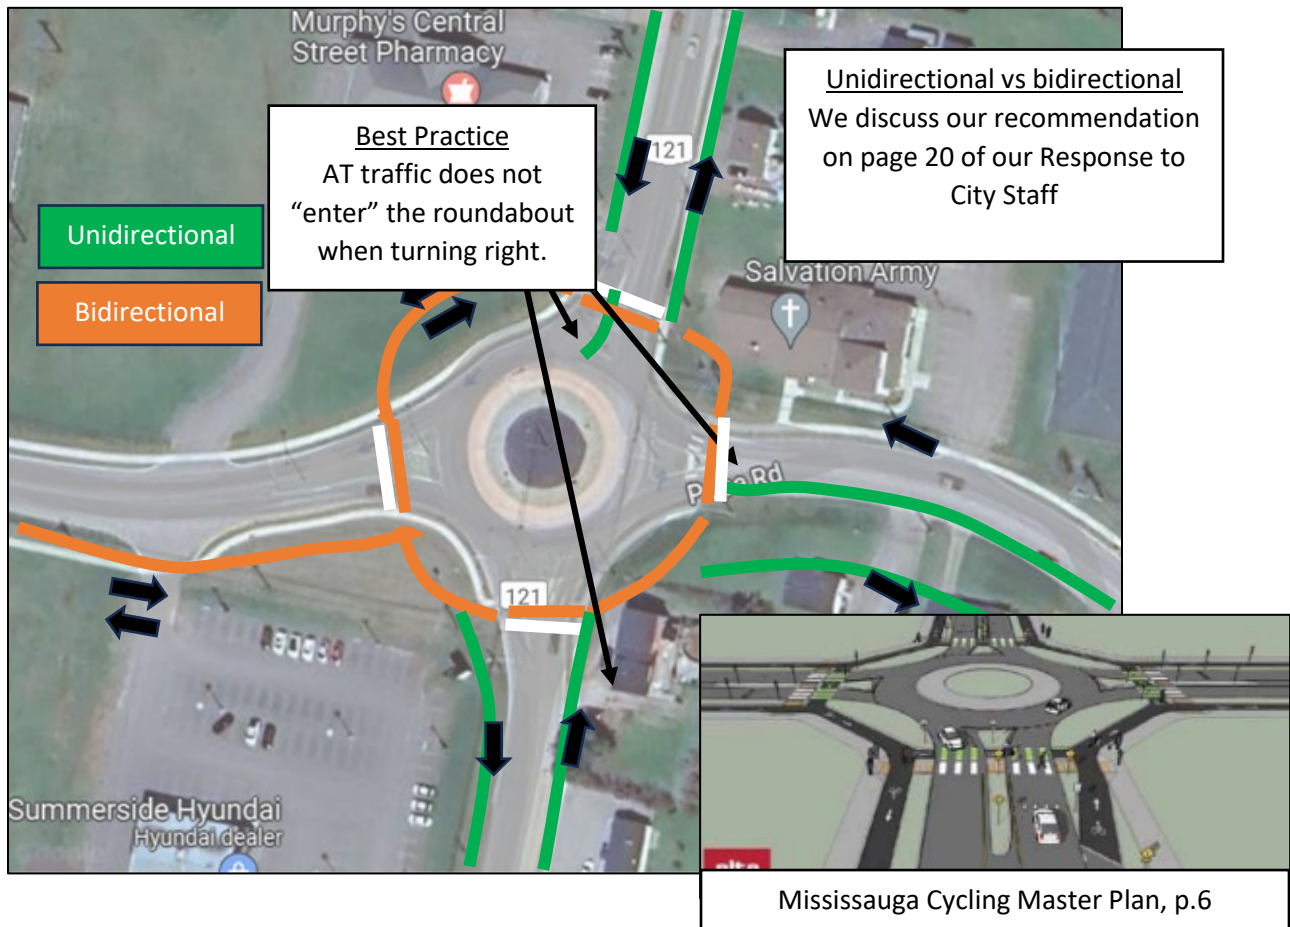 Murphy's Central
Street Pharmacy
Unidirectional vs bidirectional
We discuss our recommendation
on page 20 of our Response to
City Staff
Best Practice
AT traffic does not
“enter” the roundabout
when turning right.
121
Unidirectional
Bidirectional
Salvation Army
Rd
121
Summerside Hyundai
Hyundai dealer
alta
Mississauga Cycling Master Plan, p.6